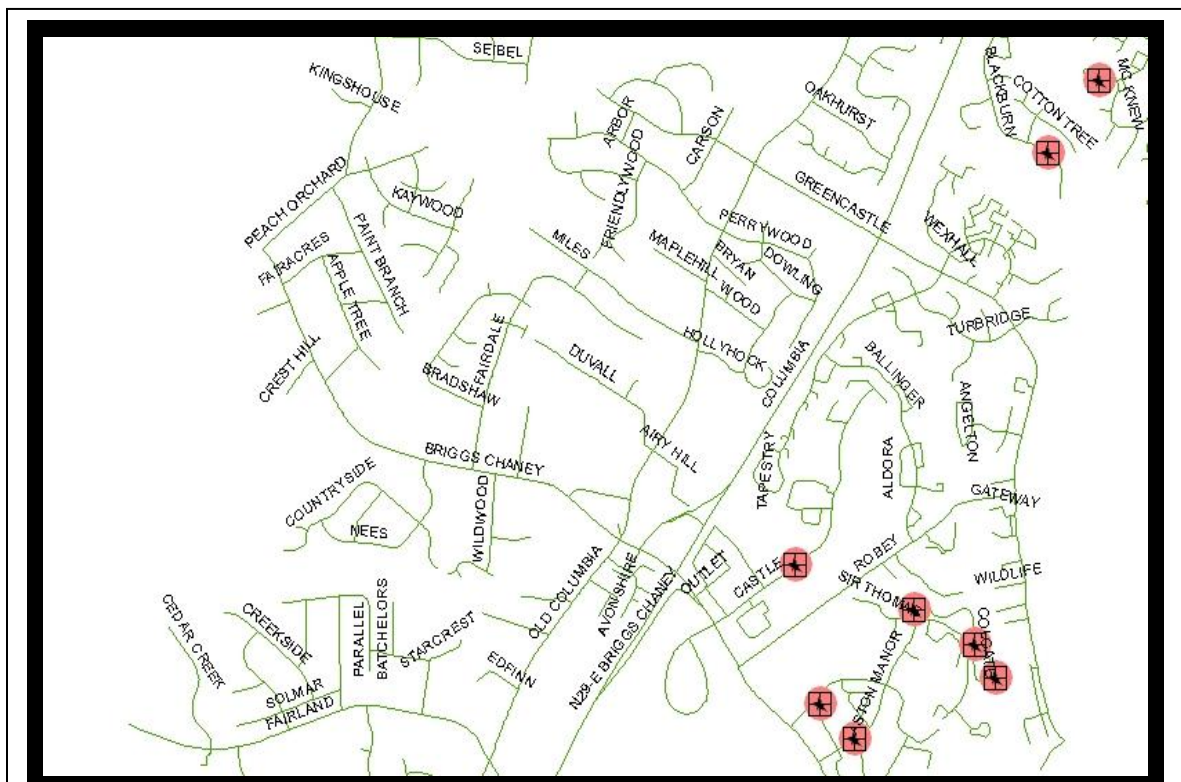 SEIBEL
KINGSHOUSE
BLACKBURN
COTTON TREE
MC KNEW
OAKHURST
ARBOR
CARSON
FRIENDLYWOOD
PEACH ORCHARD
KAYWOOD
GREENCASTLE
PAINT BRANCH
FAIRACRES
APPLE TREE
MILES
MAPLEHILL WOOD
PERRYWOOD
BRYAN
DOWLING
WEXHALL
TURBRIDGE
CREST HILL
FAIRDALE
BRADSHAW
DUVALL
HOLLYHOCK
COLUMBIA
BALLINGER
ANGELTON
AIRY HILL
BRIGGS CHANEY
TAPESTRY
ALDORA
GATEWAY
COUNTRYSIDE
NEES
WILDWOOD
ROBEY
OUTLET
CASTLE
SIR THOMAS
WILDLIFE
OLD COLUMBIA
AVONSHIRE
N29-E BRIGGS CHANEY
CEDAR CREEK
CREEKSIDE
PARALLEL
BATCHELORS
STARCREST
EDFINN
SOLMAR
FAIRLAND
STON MANOR